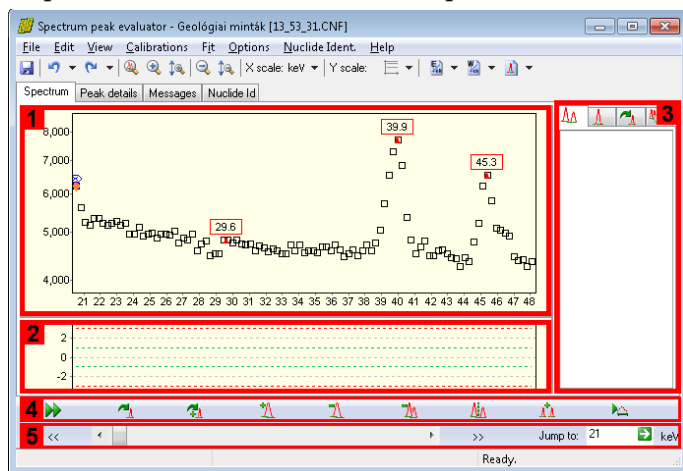 Spectrum peak evaluator - Geológiai minták [13_53_31.CNF]
File Edit View Calibrations Fit Options Nuclide Ident. Help
X scale: keV Y scale:
Spectrum Peak details Messages Nuclide Id
1
3
8,000
7,000
6,000
5,000
4,000
39.9
45.3
29.6
21 22 23 24 25 26 27 28 29 30 31 32 33 34 35 36 37 38 39 40 41 42 43 44 45 46 47 48
2
2
0
-2
4
5 << >> Jump to: 21 keV
Ready.